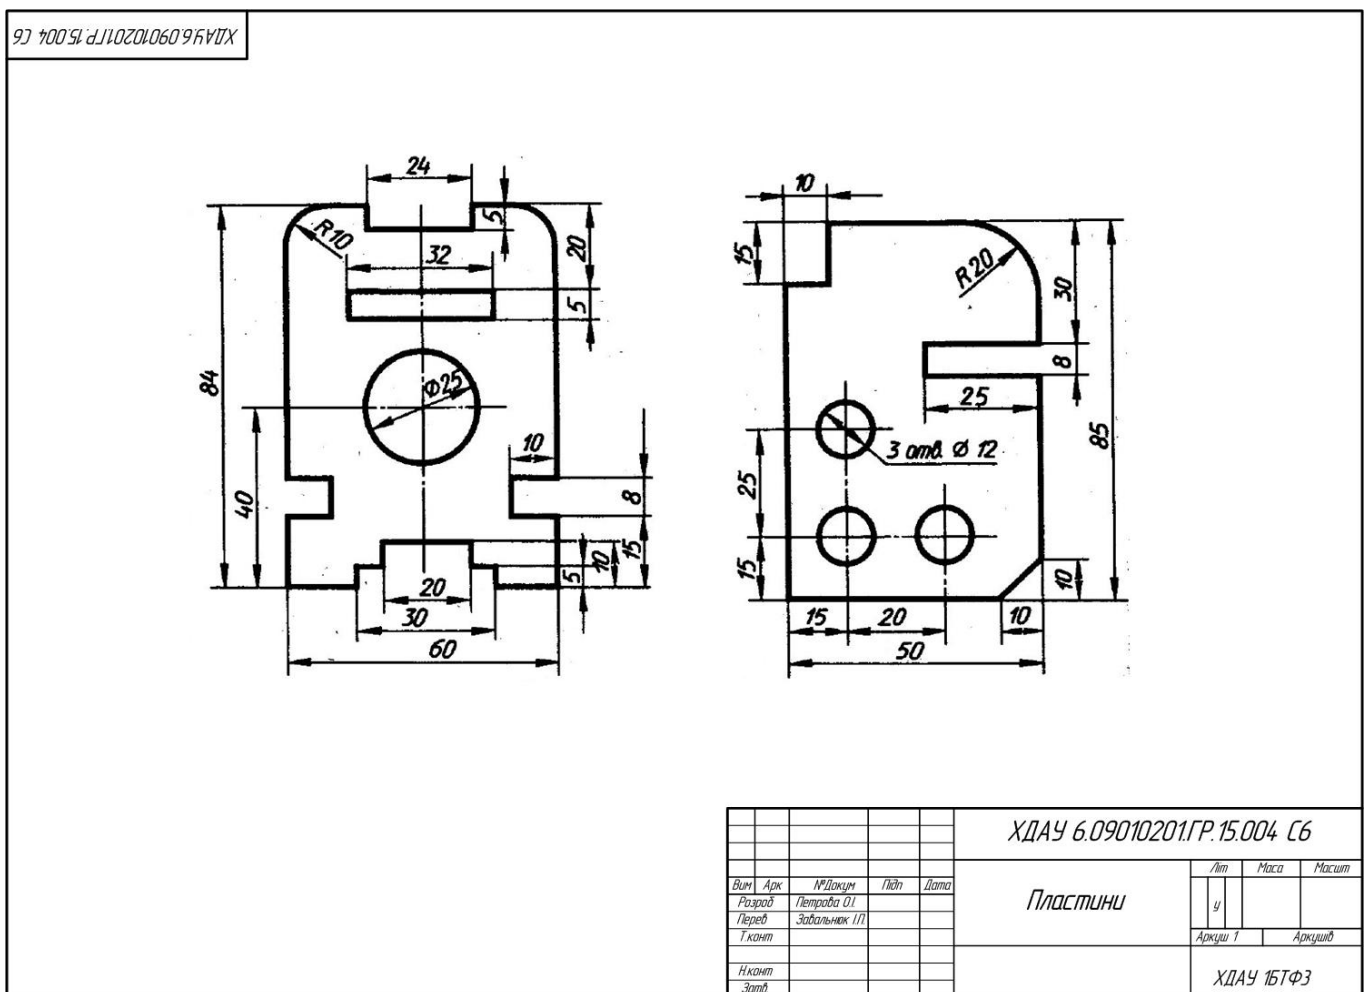 ХДАУ.6.09010201.ГР.15.004 С6
24
5
R10
32
20
5
84
Ф25
40
10
8
15
10
5
20
30
60
10
15
R20
30
8
25
85
3 отв. Ø 12
25
15
10
15
20
10
50
ХДАУ 6.09010201.ГР.15.004 С6
Літ Маса Масшт
Вим Арк №Докум Підп Дата
Пластини
Розроб Петрова О.І.
у
Перев Завальнюк І.П.
Т.конт
Аркуш 1 Аркушів
Н.конт
ХДАУ 1БТФЗ
Затв.